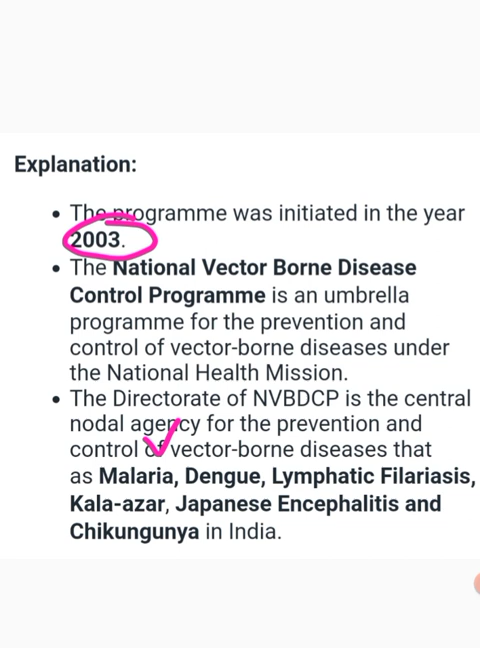 Explanation:
• The programme was initiated in the year
2003.
• The National Vector Borne Disease
Control Programme is an umbrella
programme for the prevention and
control of vector-borne diseases under
the National Health Mission.
• The Directorate of NVBDCP is the central
nodal agency for the prevention and
control of vector-borne diseases that
as Malaria, Dengue, Lymphatic Filariasis,
Kala-azar, Japanese Encephalitis and
Chikungunya in India.